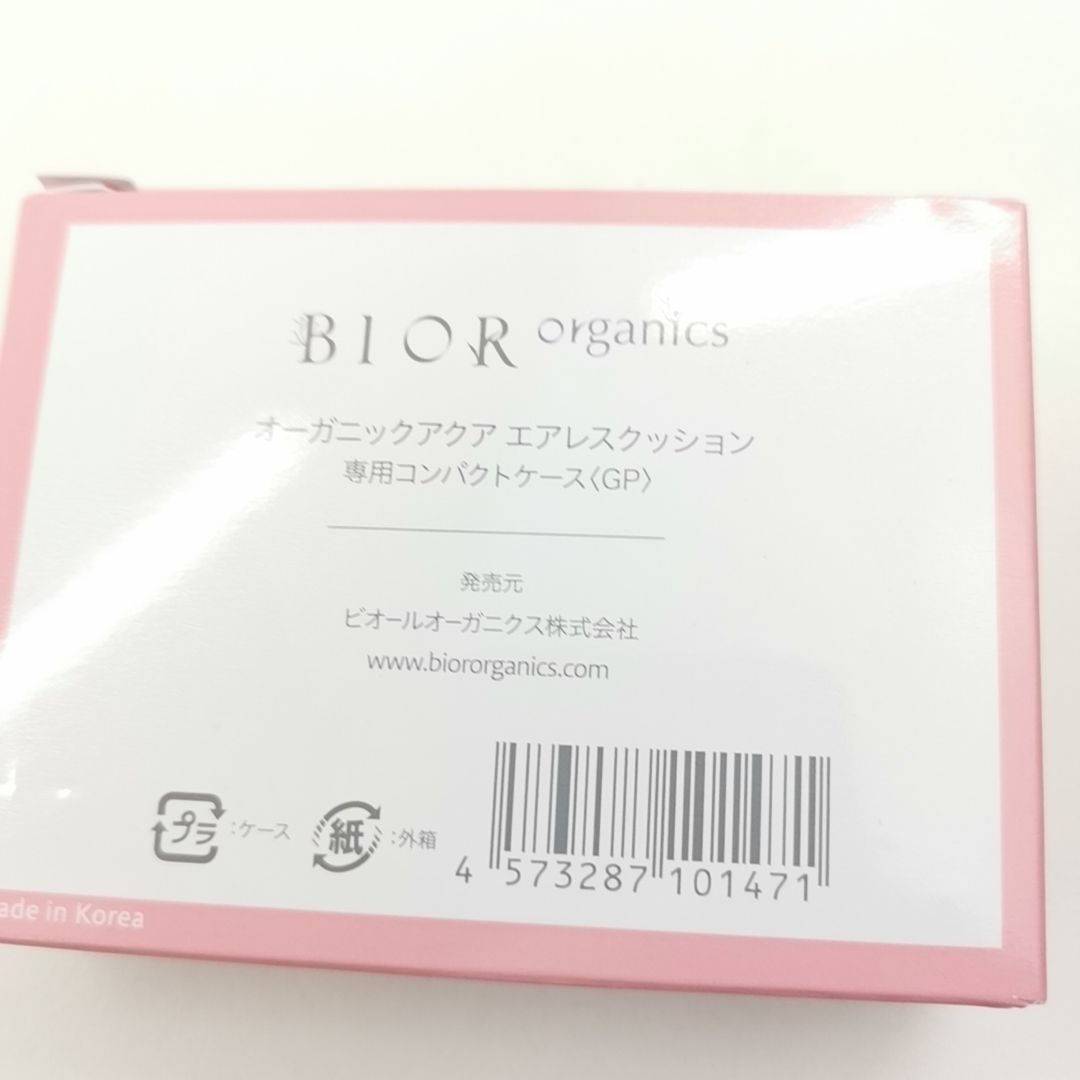 BIOR organics
オーガニックアクア エアレスクッション
専用コンパクトケース〈GP〉
発売元
ビオールオーガニクス株式会社
www.biororganics.com
プラ :ケース
紙 :外箱
4 573287 101471
ade in Korea